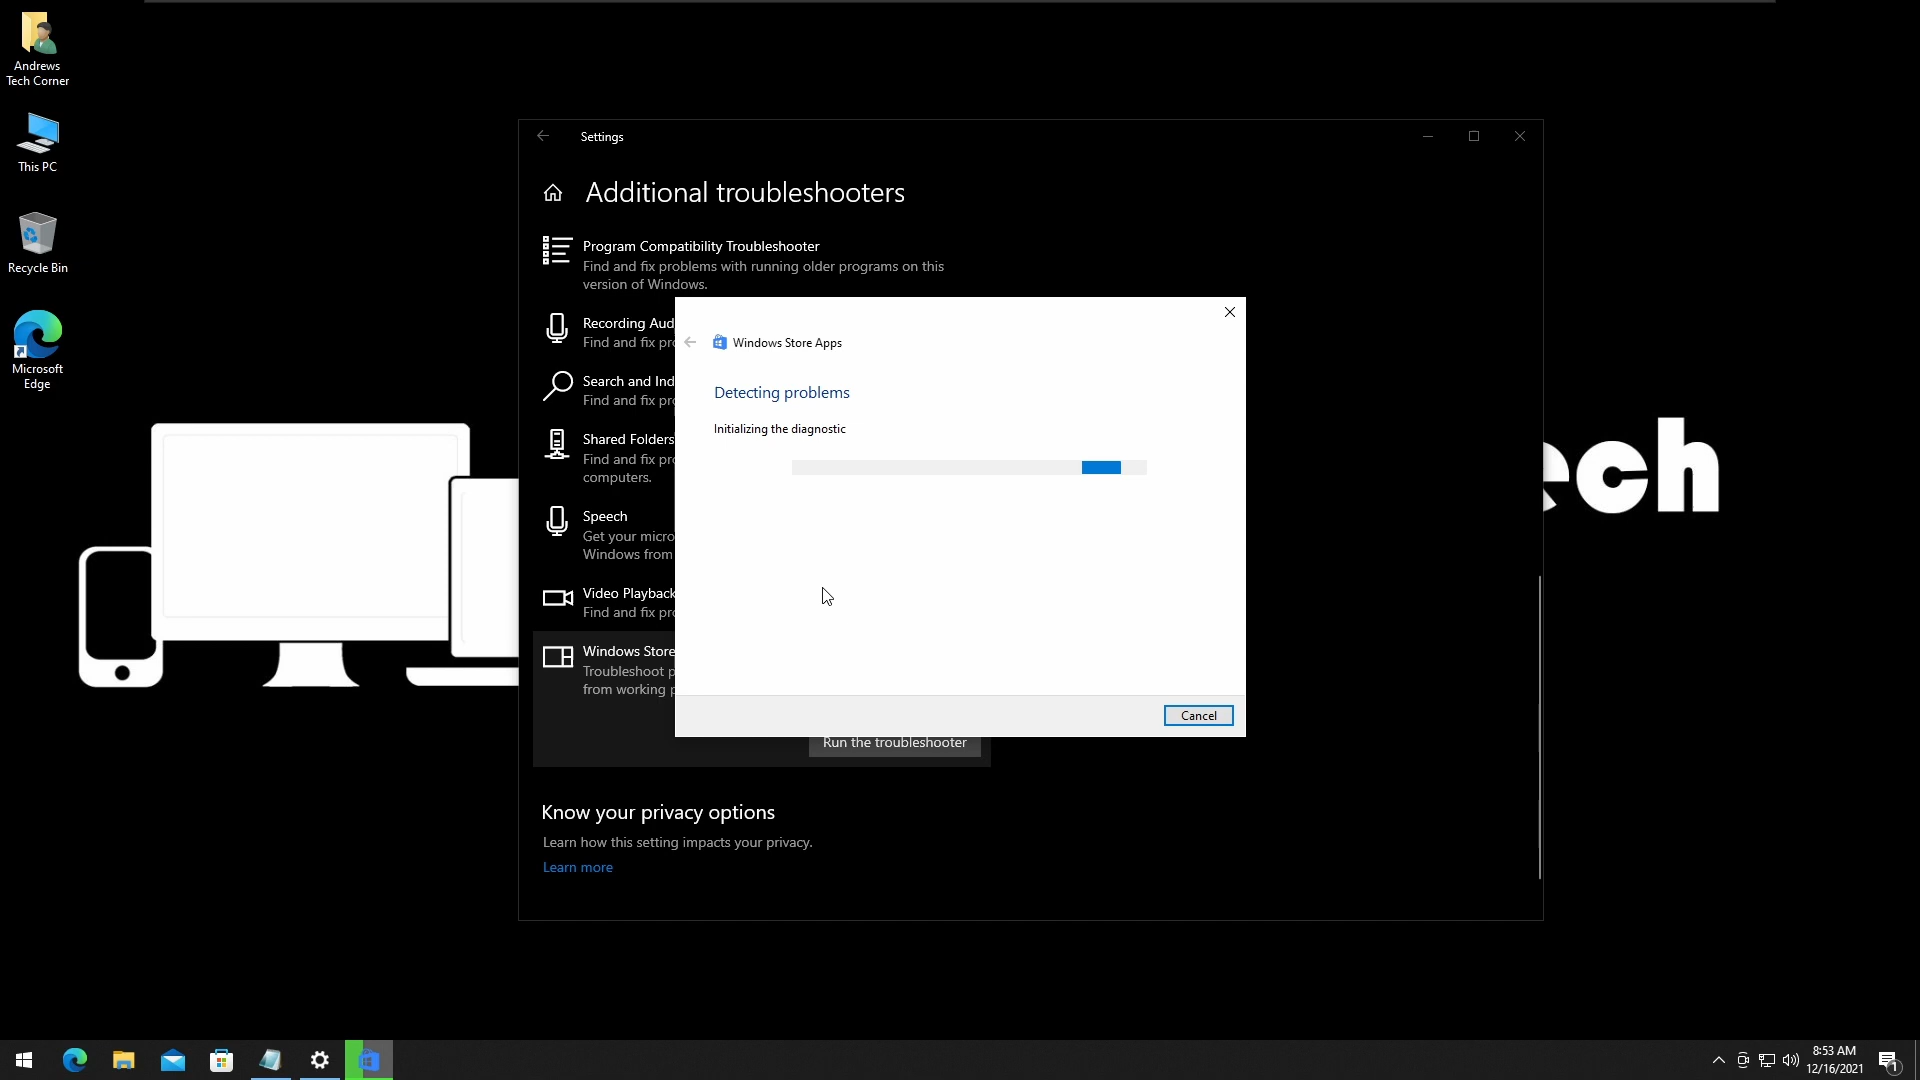 Andrews
Tech Corner
This PC
Recycle Bin
Microsoft
Edge
Settings
Additional troubleshooters
Program Compatibility Troubleshooter
Find and fix problems with running older programs on this
version of Windows.
Recording Aud
Find and fix pro
Search and Ind
Find and fix pro
Shared Folders
Find and fix pro
computers.
Speech
Get your micro
Windows from
Video Playback
Find and fix pro
Windows Store
Troubleshoot p
from working p
Run the troubleshooter
Windows Store Apps
Detecting problems
Initializing the diagnostic
Cancel
Know your privacy options
Learn how this setting impacts your privacy.
Learn more
ech
8:53 AM
12/16/2021
1